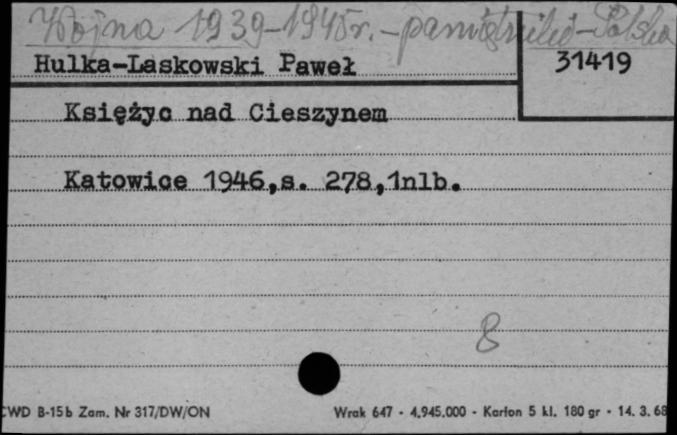 Wojna 1939-1945r. - pamiętniki - Polska
Hulka-Laskowski Paweł
31419
Księżyc nad Cieszynem
Katowice 1946,s. 278,1nlb.
8
CWD B-15b Zam. Nr 317/DW/ON Wrak 647 - 4.945.000 - Karton 5 kl. 180 gr - 14. 3. 68